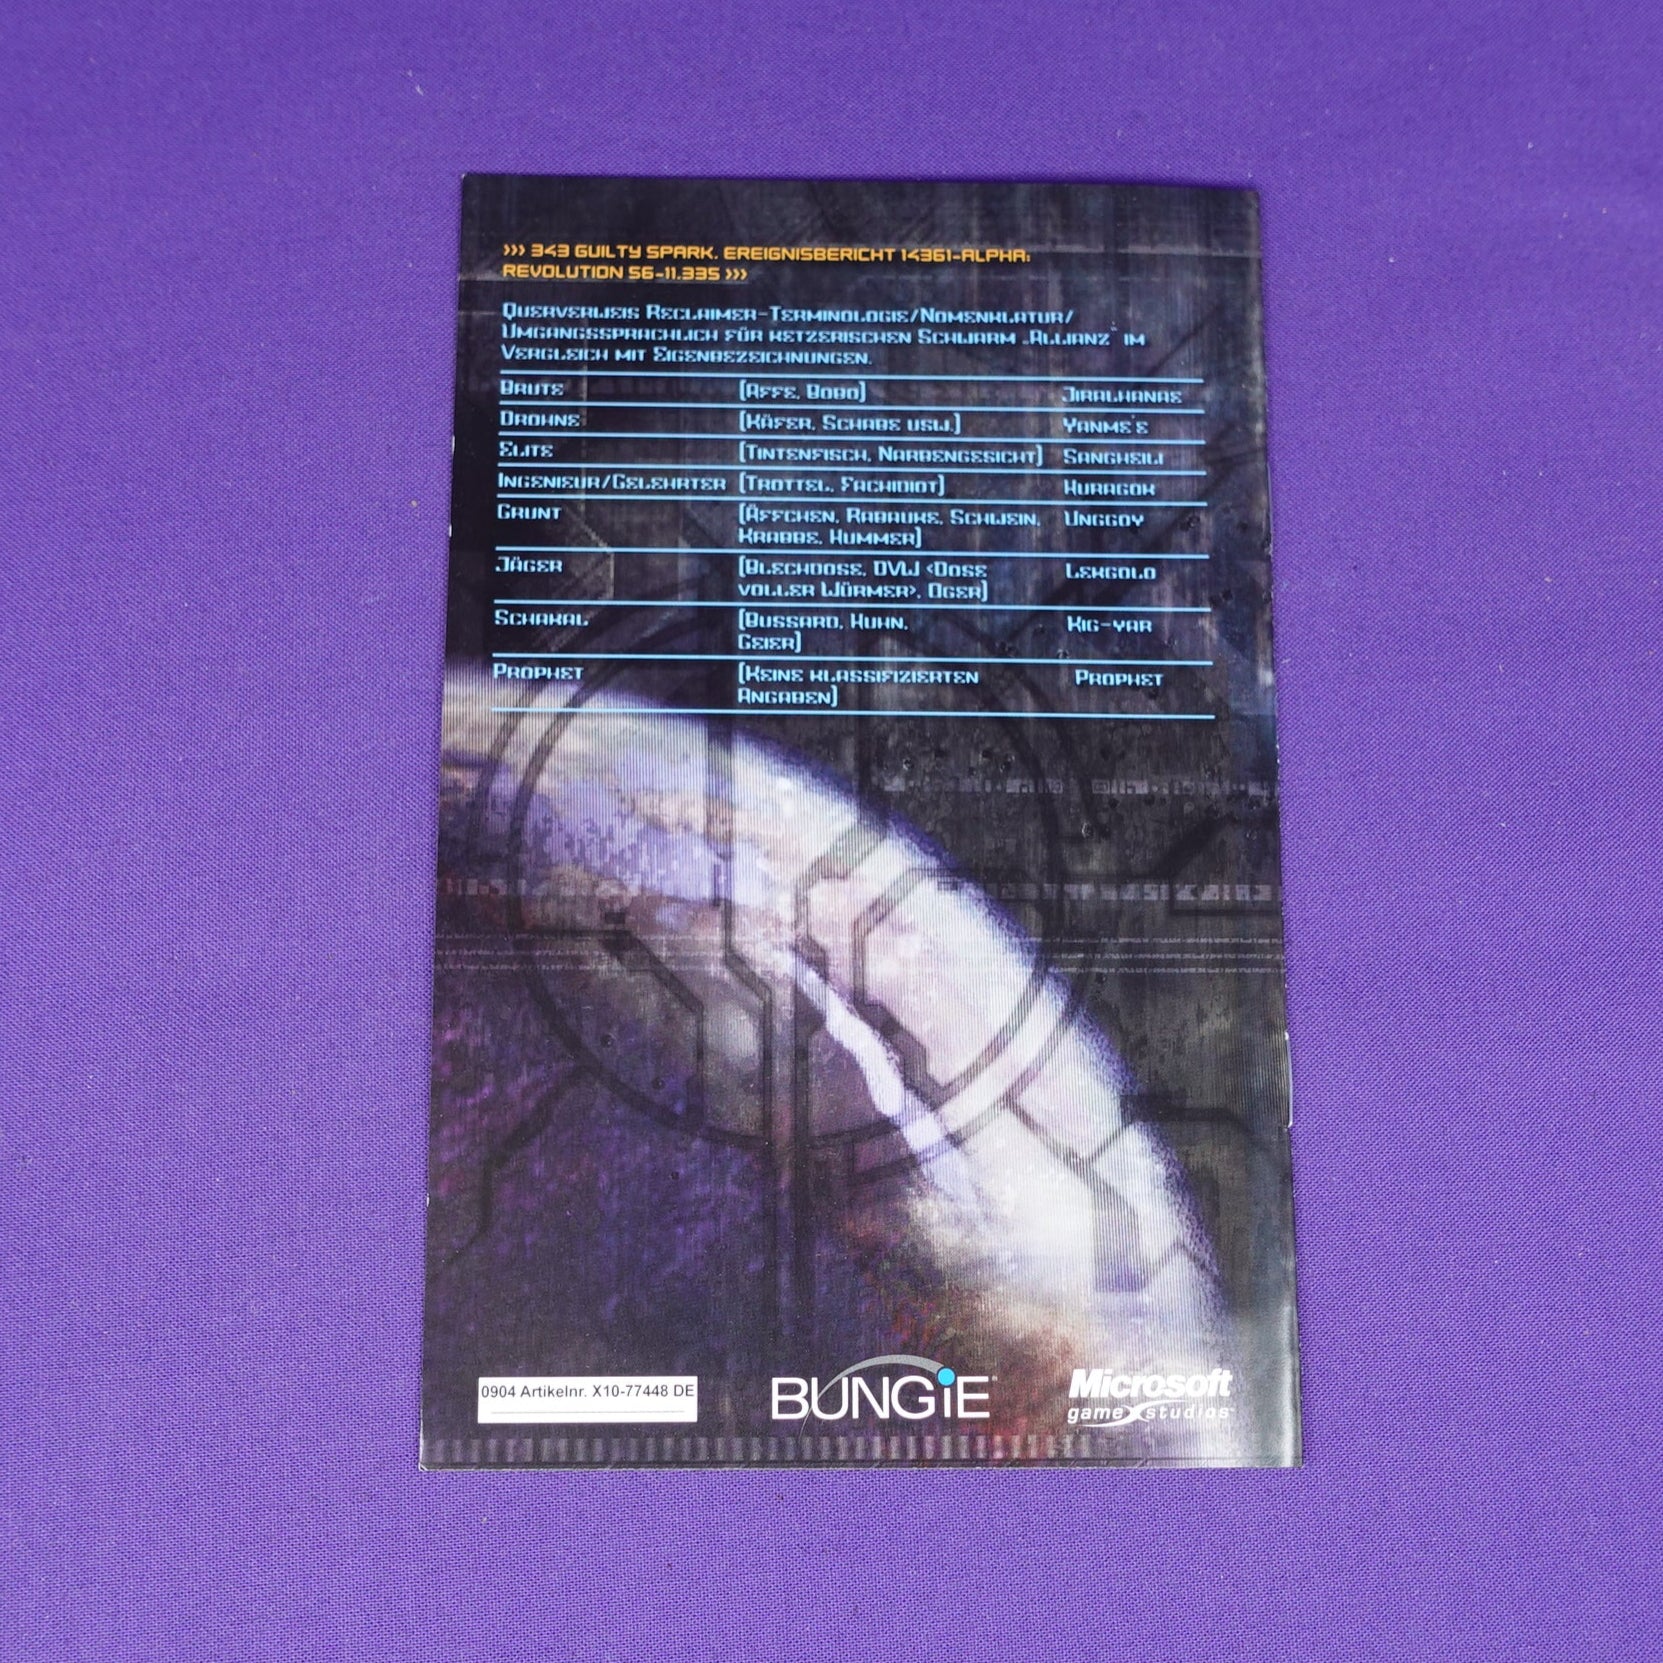 ››› 343 GUILTY SPARK. EREIGNISBERICHT 14361-ALPHA:
REVOLUTION 56-11.335 ›››
QUERVERWEIS RECLAIMER-TERMINOLOGIE/NOMENKLATUR/
UMGANGSSPRACHLICH FÜR KETZERISCHEN SCHWARM „ALLIANZ“ IM
VERGLEICH MIT EIGENBEZEICHNUNGEN.
BRUTE (AFFE, BOBO) JIRALHANAE
DROHNE (KÄFER, SCHABE USW.) YANME'E
ELITE (TINTENFISCH, NARBENGESICHT) SANGHEILI
INGENIEUR/GELEHRTER (TROTTEL, FACHIDIOT) HURAGOK
GRUNT (ÄFFCHEN, RABAUKE, SCHWEIN, UNGGOY
KRABBE, HUMMER)
JÄGER (BLECHDOSE, DVW <DOSE LEKGOLO
VOLLER WÜRMER>, OGER)
SCHAKAL (BUSSARD, HUHN, KIG-YAR
GEIER)
PROPHET (KEINE KLASSIFIZIERTEN PROPHET
ANGABEN)
0904 Artikelnr. X10-77448 DE
BUNGiE
Microsoft
game studios